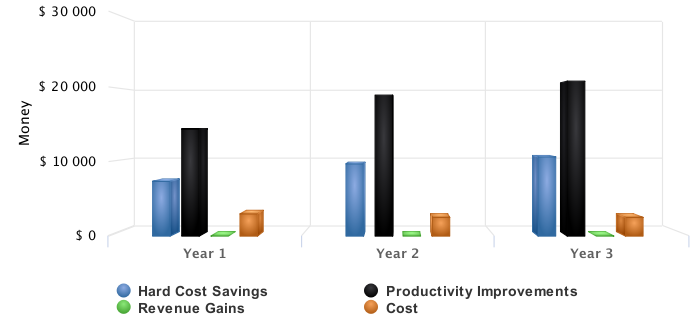 $ 30 000
$ 20 000
$ 10 000
$ 0
Money
Year 1
Year 2
Year 3
Hard Cost Savings
Productivity Improvements
Revenue Gains
Cost